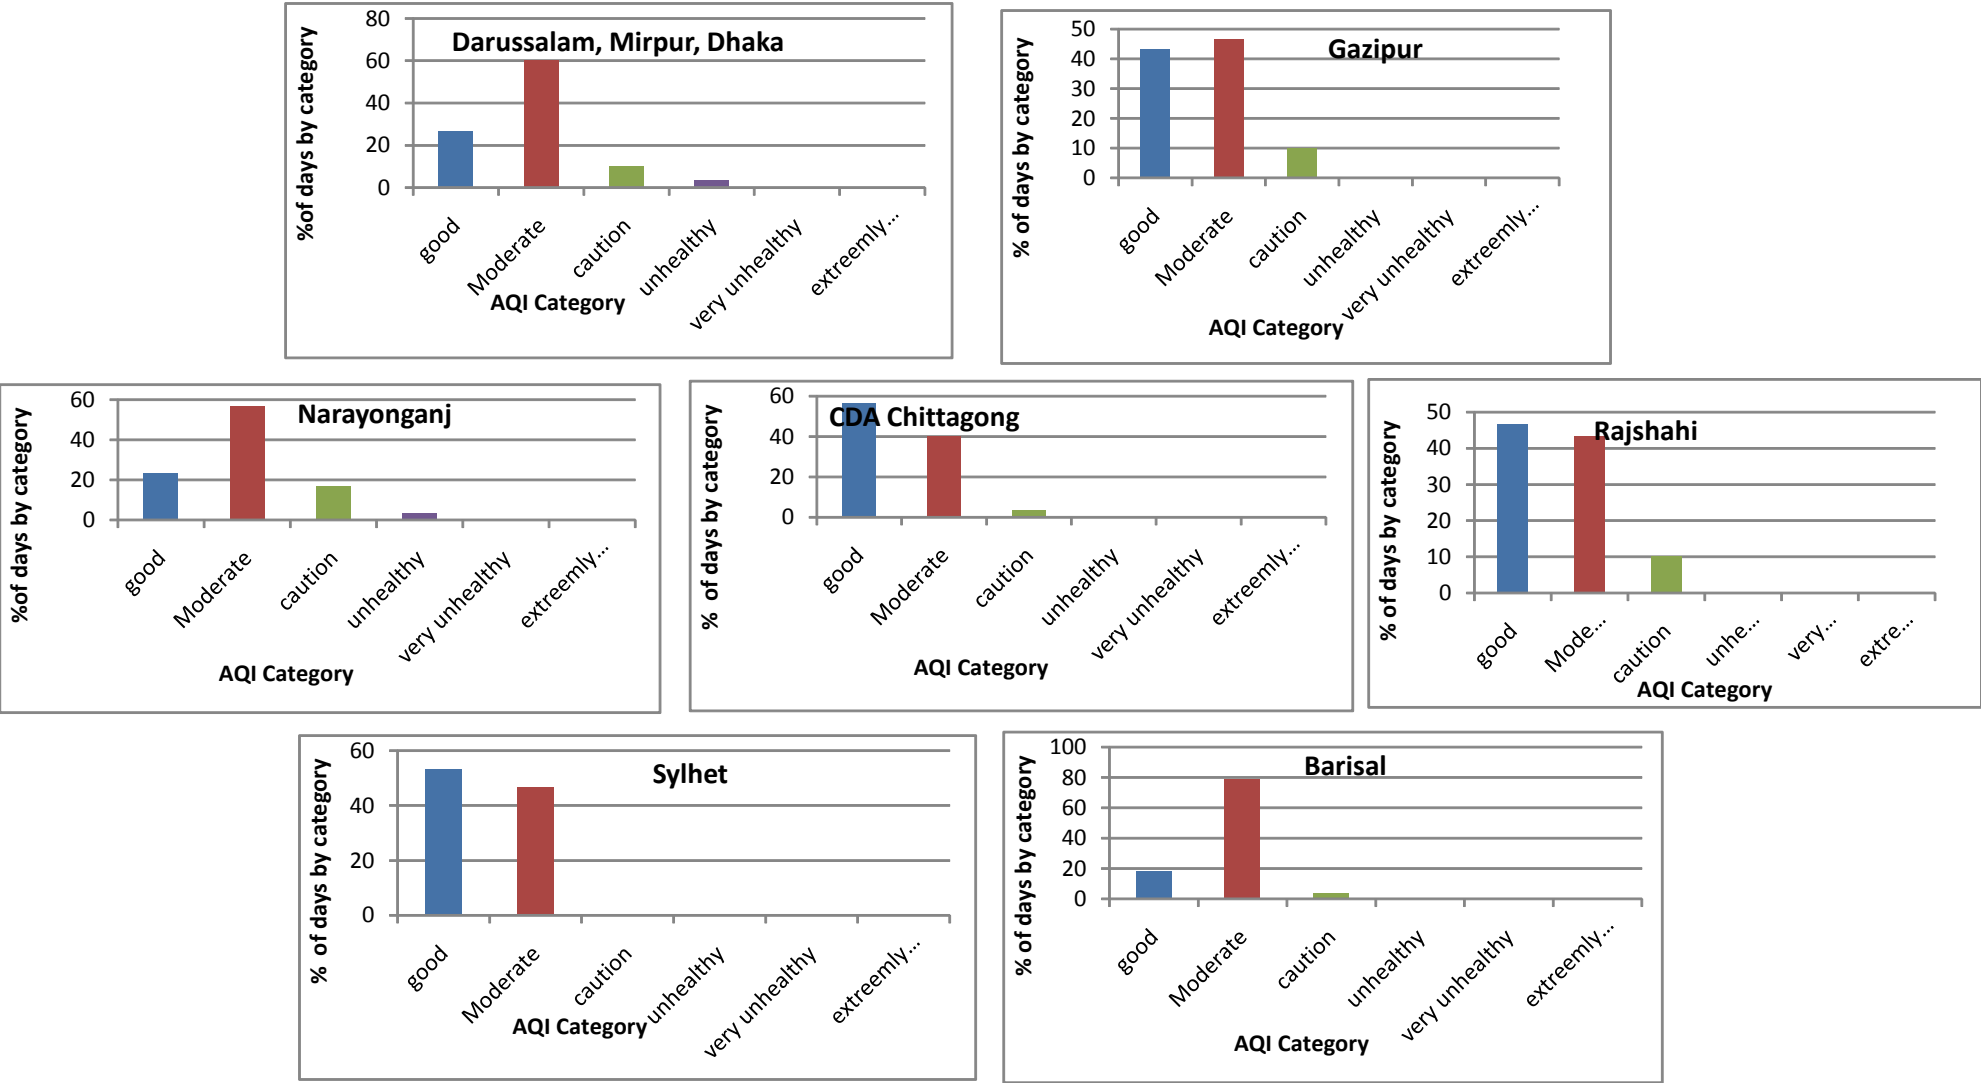 Darussalam, Mirpur, Dhaka
%of days by category
80
60
40
20
0
good
Moderate
caution
unhealthy
very unhealthy
extreemly...
AQI Category
Gazipur
% of days by category
50
40
30
20
10
0
good
Moderate
caution
unhealthy
very unhealthy
extreemly...
AQI Category
Narayonganj
%of days by category
60
40
20
0
good
Moderate
caution
unhealthy
very unhealthy
extreemly...
AQI Category
CDA Chittagong
% of days by category
60
40
20
0
good
Moderate
caution
unhealthy
very unhealthy
extreemly...
AQI Category
Rajshahi
% of days by category
50
40
30
20
10
0
good
Mode...
caution
unhe...
very...
extre...
AQI Category
Sylhet
% of days by category
60
40
20
0
good
Moderate
caution
unhealthy
very unhealthy
extreemly...
AQI Category
Barisal
% of days by category
100
80
60
40
20
0
good
Moderate
caution
unhealthy
very unhealthy
extreemly...
AQI Category